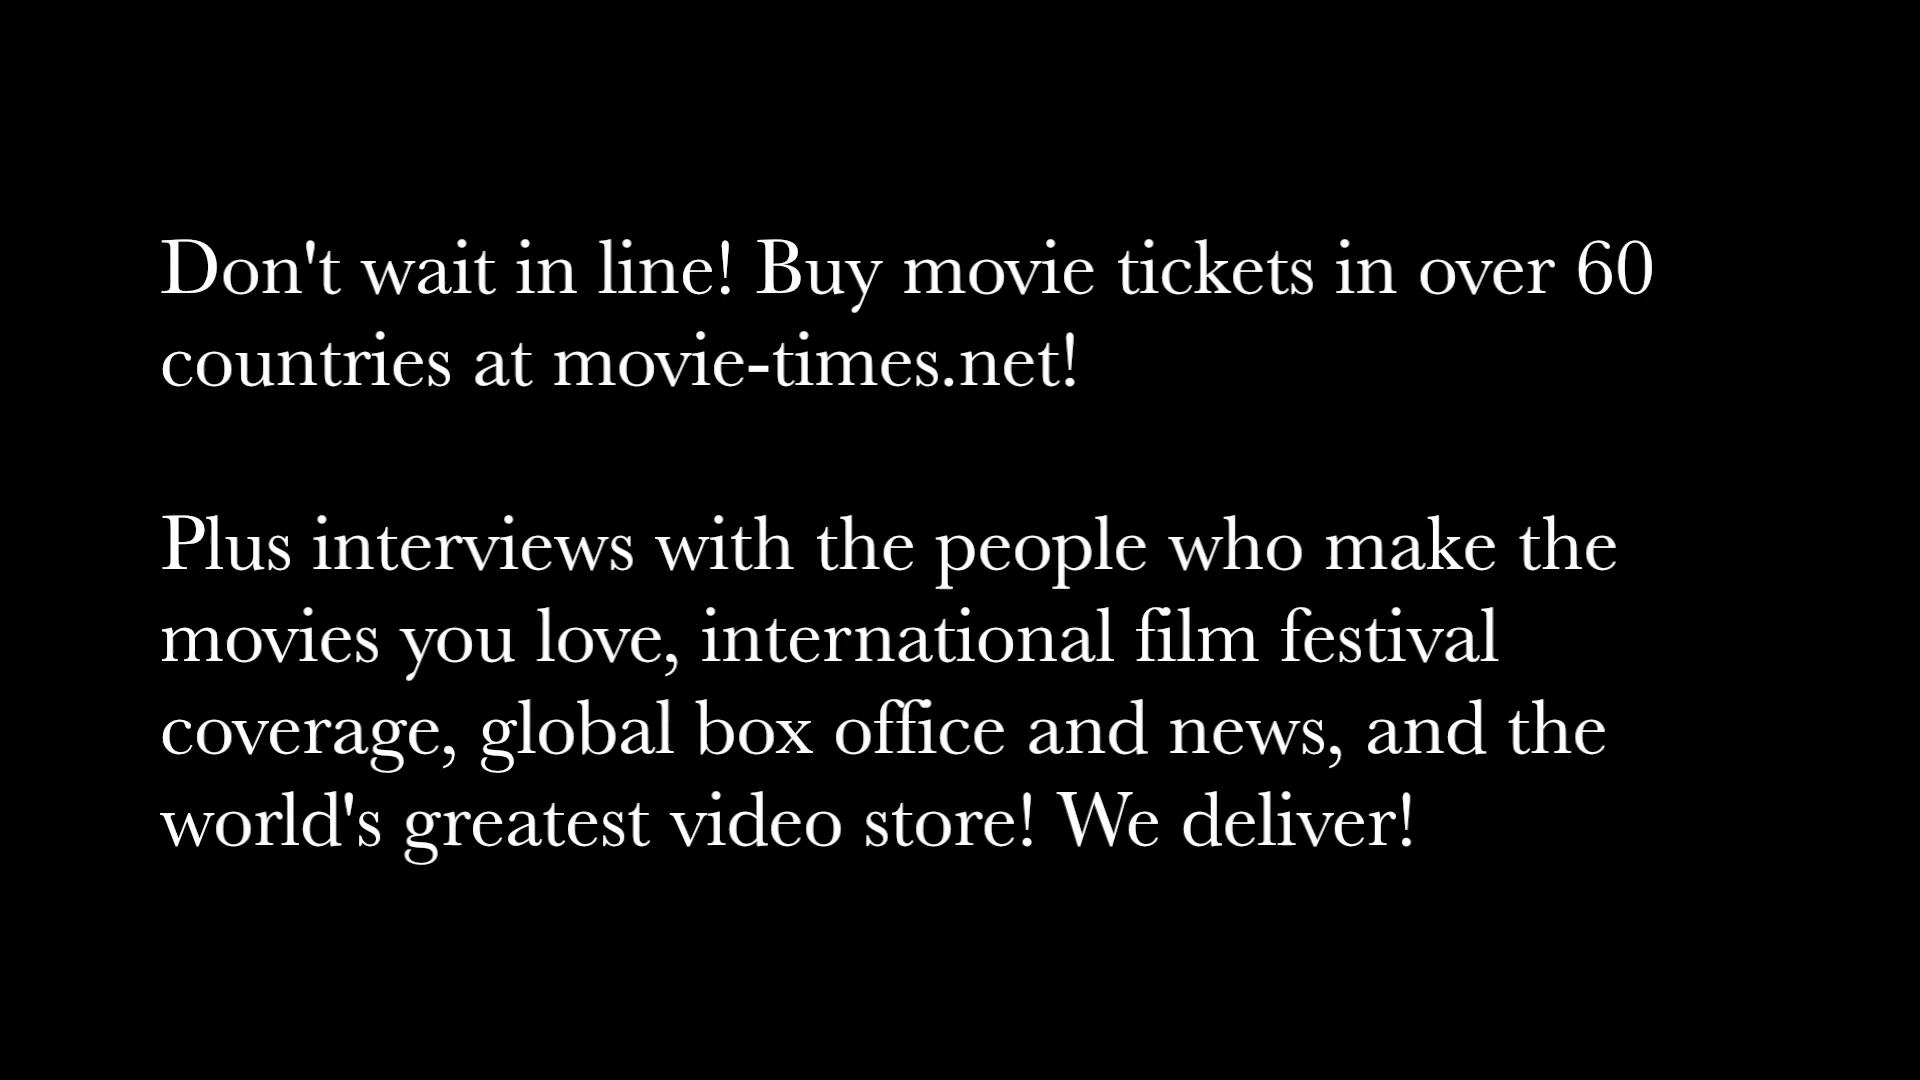 Don't wait in line! Buy movie tickets in over 60
countries at movie-times.net!
Plus interviews with the people who make the
movies you love, international film festival
coverage, global box office and news, and the
world's greatest video store! We deliver!